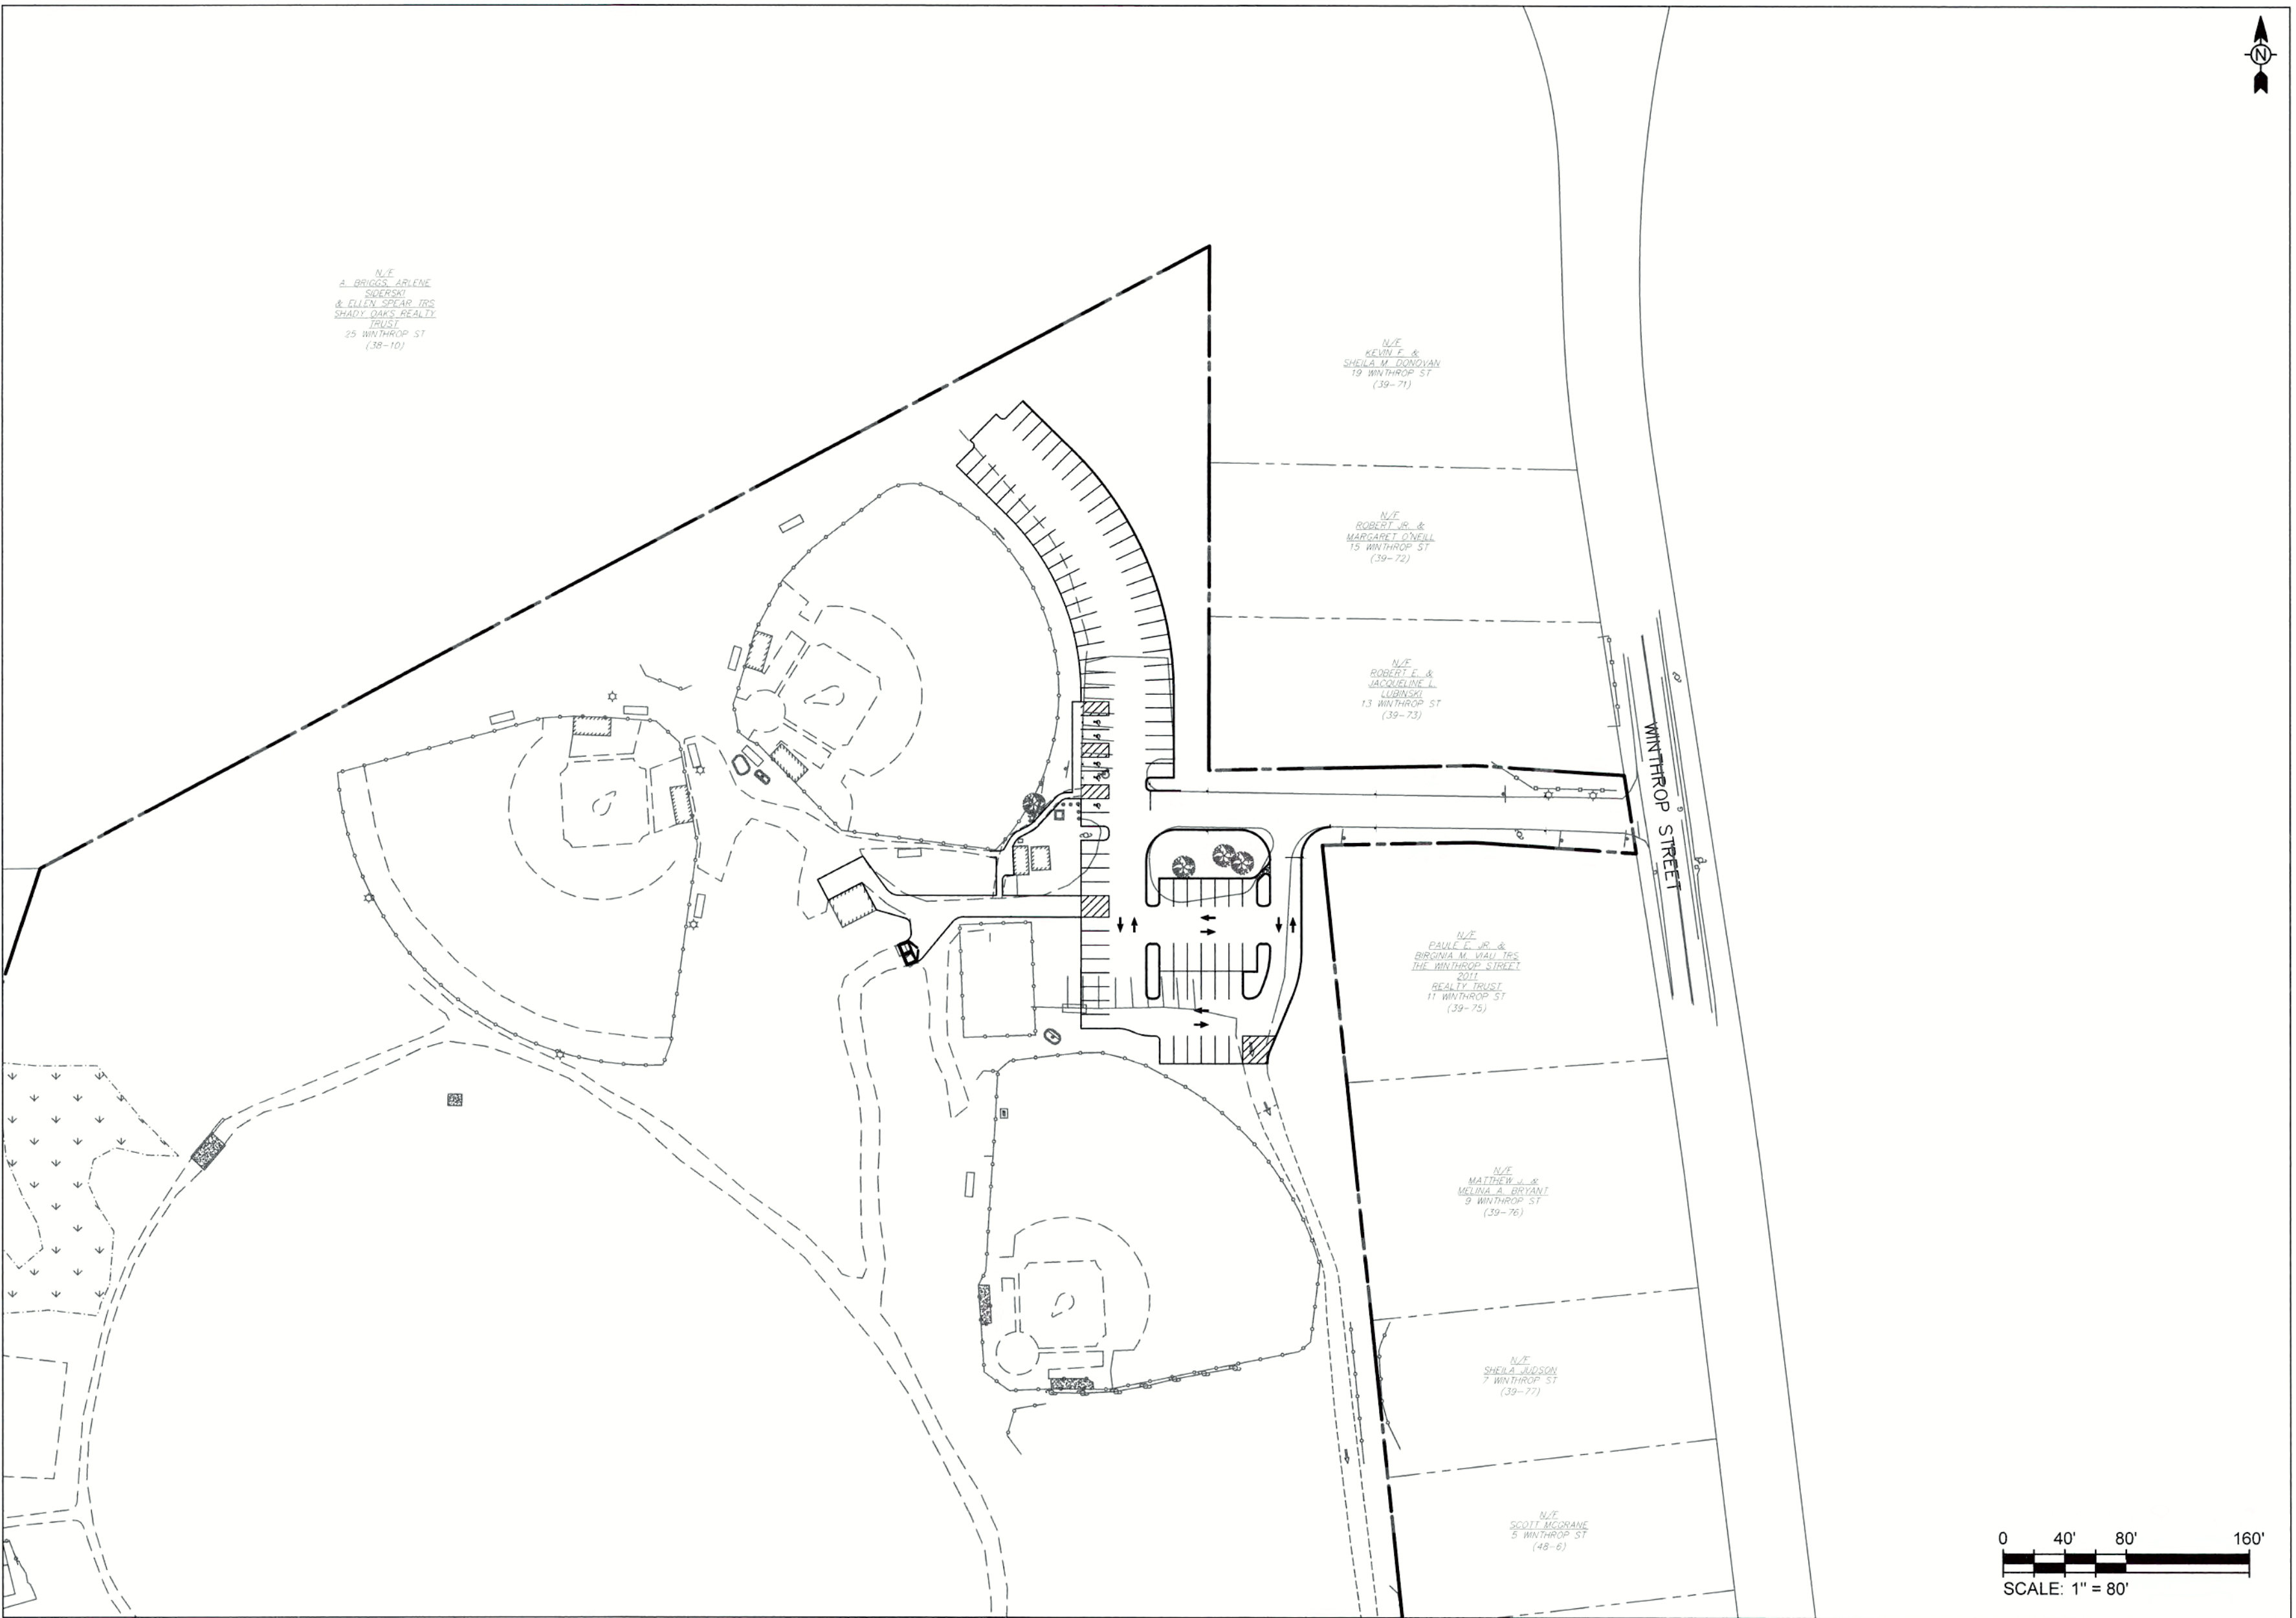 N
N/F
A. BRIGGS, ARLENE
SIDERSKI
& ELLEN SPEAR TRS
SHADY OAKS REALTY
TRUST
25 WINTHROP ST
(38-10)
N/F
KEVIN F. &
SHEILA M. DONOVAN
19 WINTHROP ST
(39-71)
N/F
ROBERT JR. &
MARGARET O'NEILL
15 WINTHROP ST
(39-72)
N/F
ROBERT E. &
JACQUELINE L.
LUBINSKI
13 WINTHROP ST
(39-73)
WINTHROP STREET
N/F
PAULE E. JR. &
BIRGINIA M. VIAU TRS
THE WINTHROP STREET
2011
REALTY TRUST
11 WINTHROP ST
(39-75)
N/F
MATTHEW J. &
MELINA A. BRYANT
9 WINTHROP ST
(39-76)
N/F
SHEILA JUDSON
7 WINTHROP ST
(39-77)
N/F
SCOTT MCGRANE
5 WINTHROP ST
(48-6)
0 40' 80' 160'
SCALE: 1" = 80'